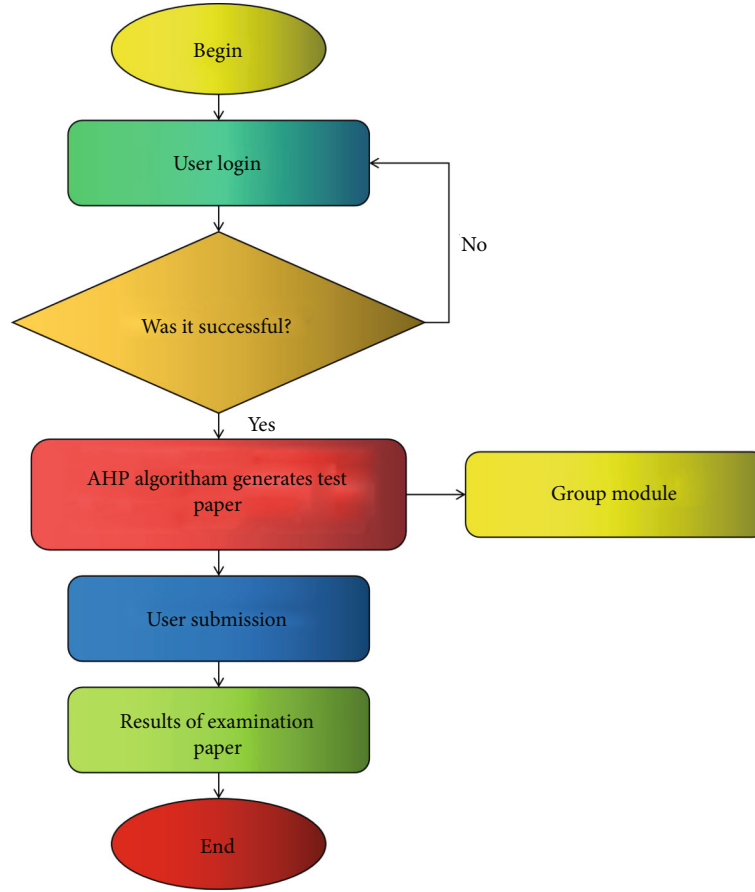 Begin
User login
No
Was it successful?
Yes
AHP algoritham generates test
paper
Group module
User submission
Results of examination
paper
End